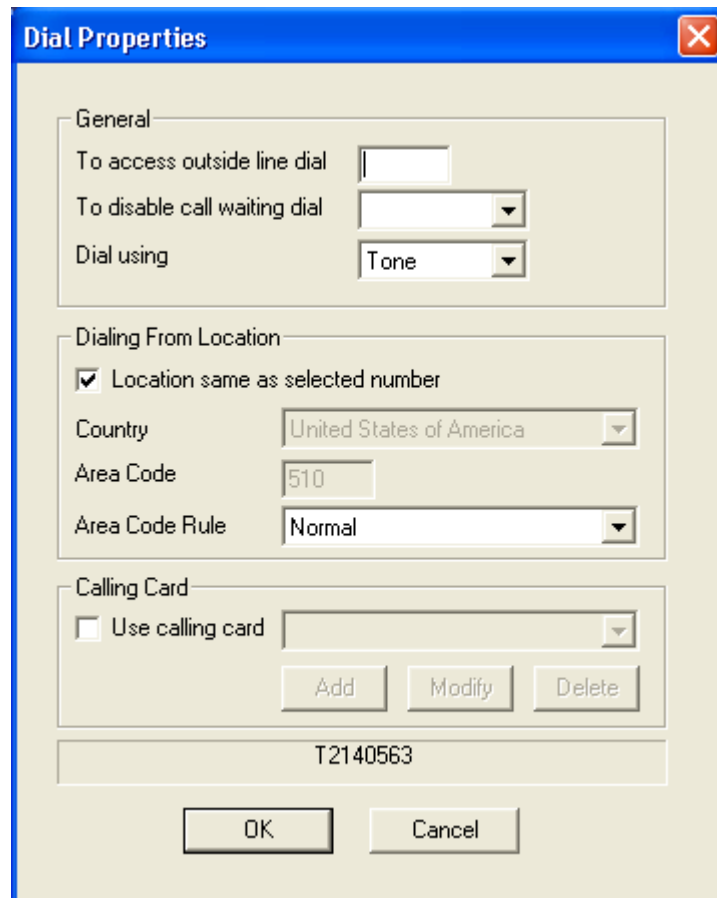 Dial Properties
General
To access outside line dial
To disable call waiting dial
Dial using Tone
Dialing From Location
Location same as selected number
Country United States of America
Area Code 510
Area Code Rule Normal
Calling Card
Use calling card
Add Modify Delete
T2140563
OK Cancel